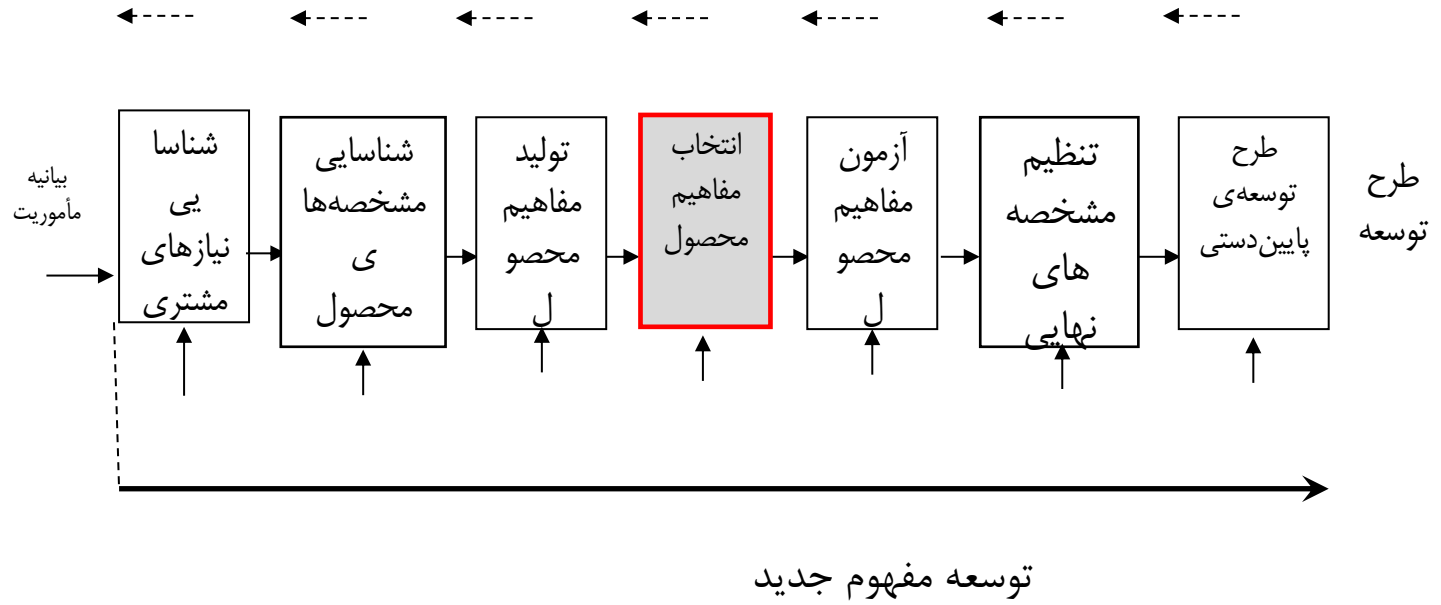 بیانیه
مأموریت
شناسا
یی
نیازهای
مشتری
شناسایی
مشخصه‌ها
ی
محصول
تولید
مفاهیم
محصو
ل
انتخاب
مفاهیم
محصول
آزمون
مفاهیم
محصو
ل
تنظیم
مشخصه
های
نهایی
طرح
توسعه‌ی
پایین‌دستی
طرح
توسعه
توسعه مفهوم جدید